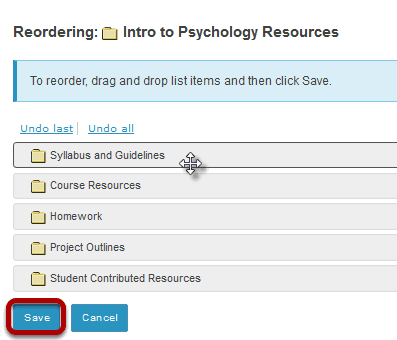 Reordering: Intro to Psychology Resources
To reorder, drag and drop list items and then click Save.
Undo last Undo all
Syllabus and Guidelines
Course Resources
Homework
Project Outlines
Student Contributed Resources
Save Cancel